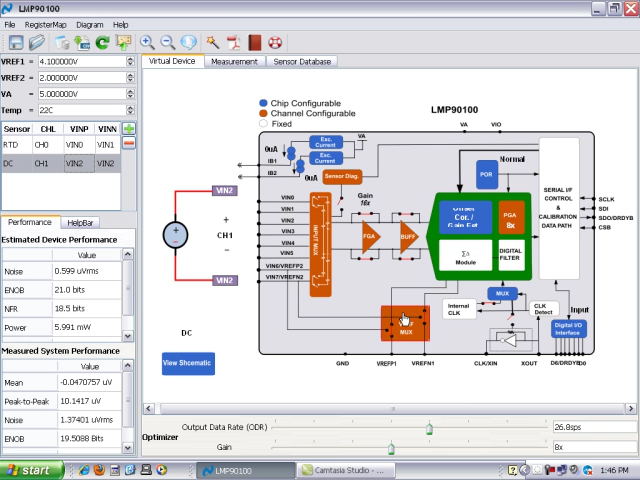 LMP90100
File RegisterMap Diagram Help
VREF1 = 4.100000V
VREF2 = 2.000000V
VA = 5.000000V
Temp = 22C
Sensor CHL VINP VINN
RTD CH0 VIN0 VIN1
DC CH1 VIN2 VIN2
Performance HelpBar
Estimated Device Performance
Value
Noise 0.599 uVrms
ENOB 21.0 bits
NFR 18.5 bits
Power 5.991 mW
Measured System Performance
Value
Mean -0.0470757 uV
Peak-to-Peak 10.1417 uV
Noise 1.37401 uVrms
ENOB 19.5088 Bits
Virtual Device Measurement Sensor Database
Chip Configurable
Channel Configurable
Fixed
LMP90100
VA VIO
0uA
Exc. Current
VA
Exc. Current
IB1
IB2
0uA
Sensor Diag.
Normal
POR
SERIAL I/F CONTROL & CALIBRATION DATA PATH
SCLK
SDI
SDO/DRDYB
CSB
VIN2
VIN0
VIN1
VIN2
VIN3
VIN4
VIN5
VIN6/VREFP2
VIN7/VREFN2
INPUT MUX
Gain
16x
FGA
BUFF
Cor. /
PGA
8x
Module
DIGITAL FILTER
+
CH1
−
VIN2
MUX
Internal CLK
MUX
CLK Detect
Input
Digital I/O Interface
DC
View Shcematic
GND VREFP1 VREFN1 CLK/XIN XOUT D6/DRDYB D0
Output Data Rate (ODR) 26.8sps
Optimizer
Gain 8x
start
LMP90100
Camtasia Studio - ...
1:46 PM